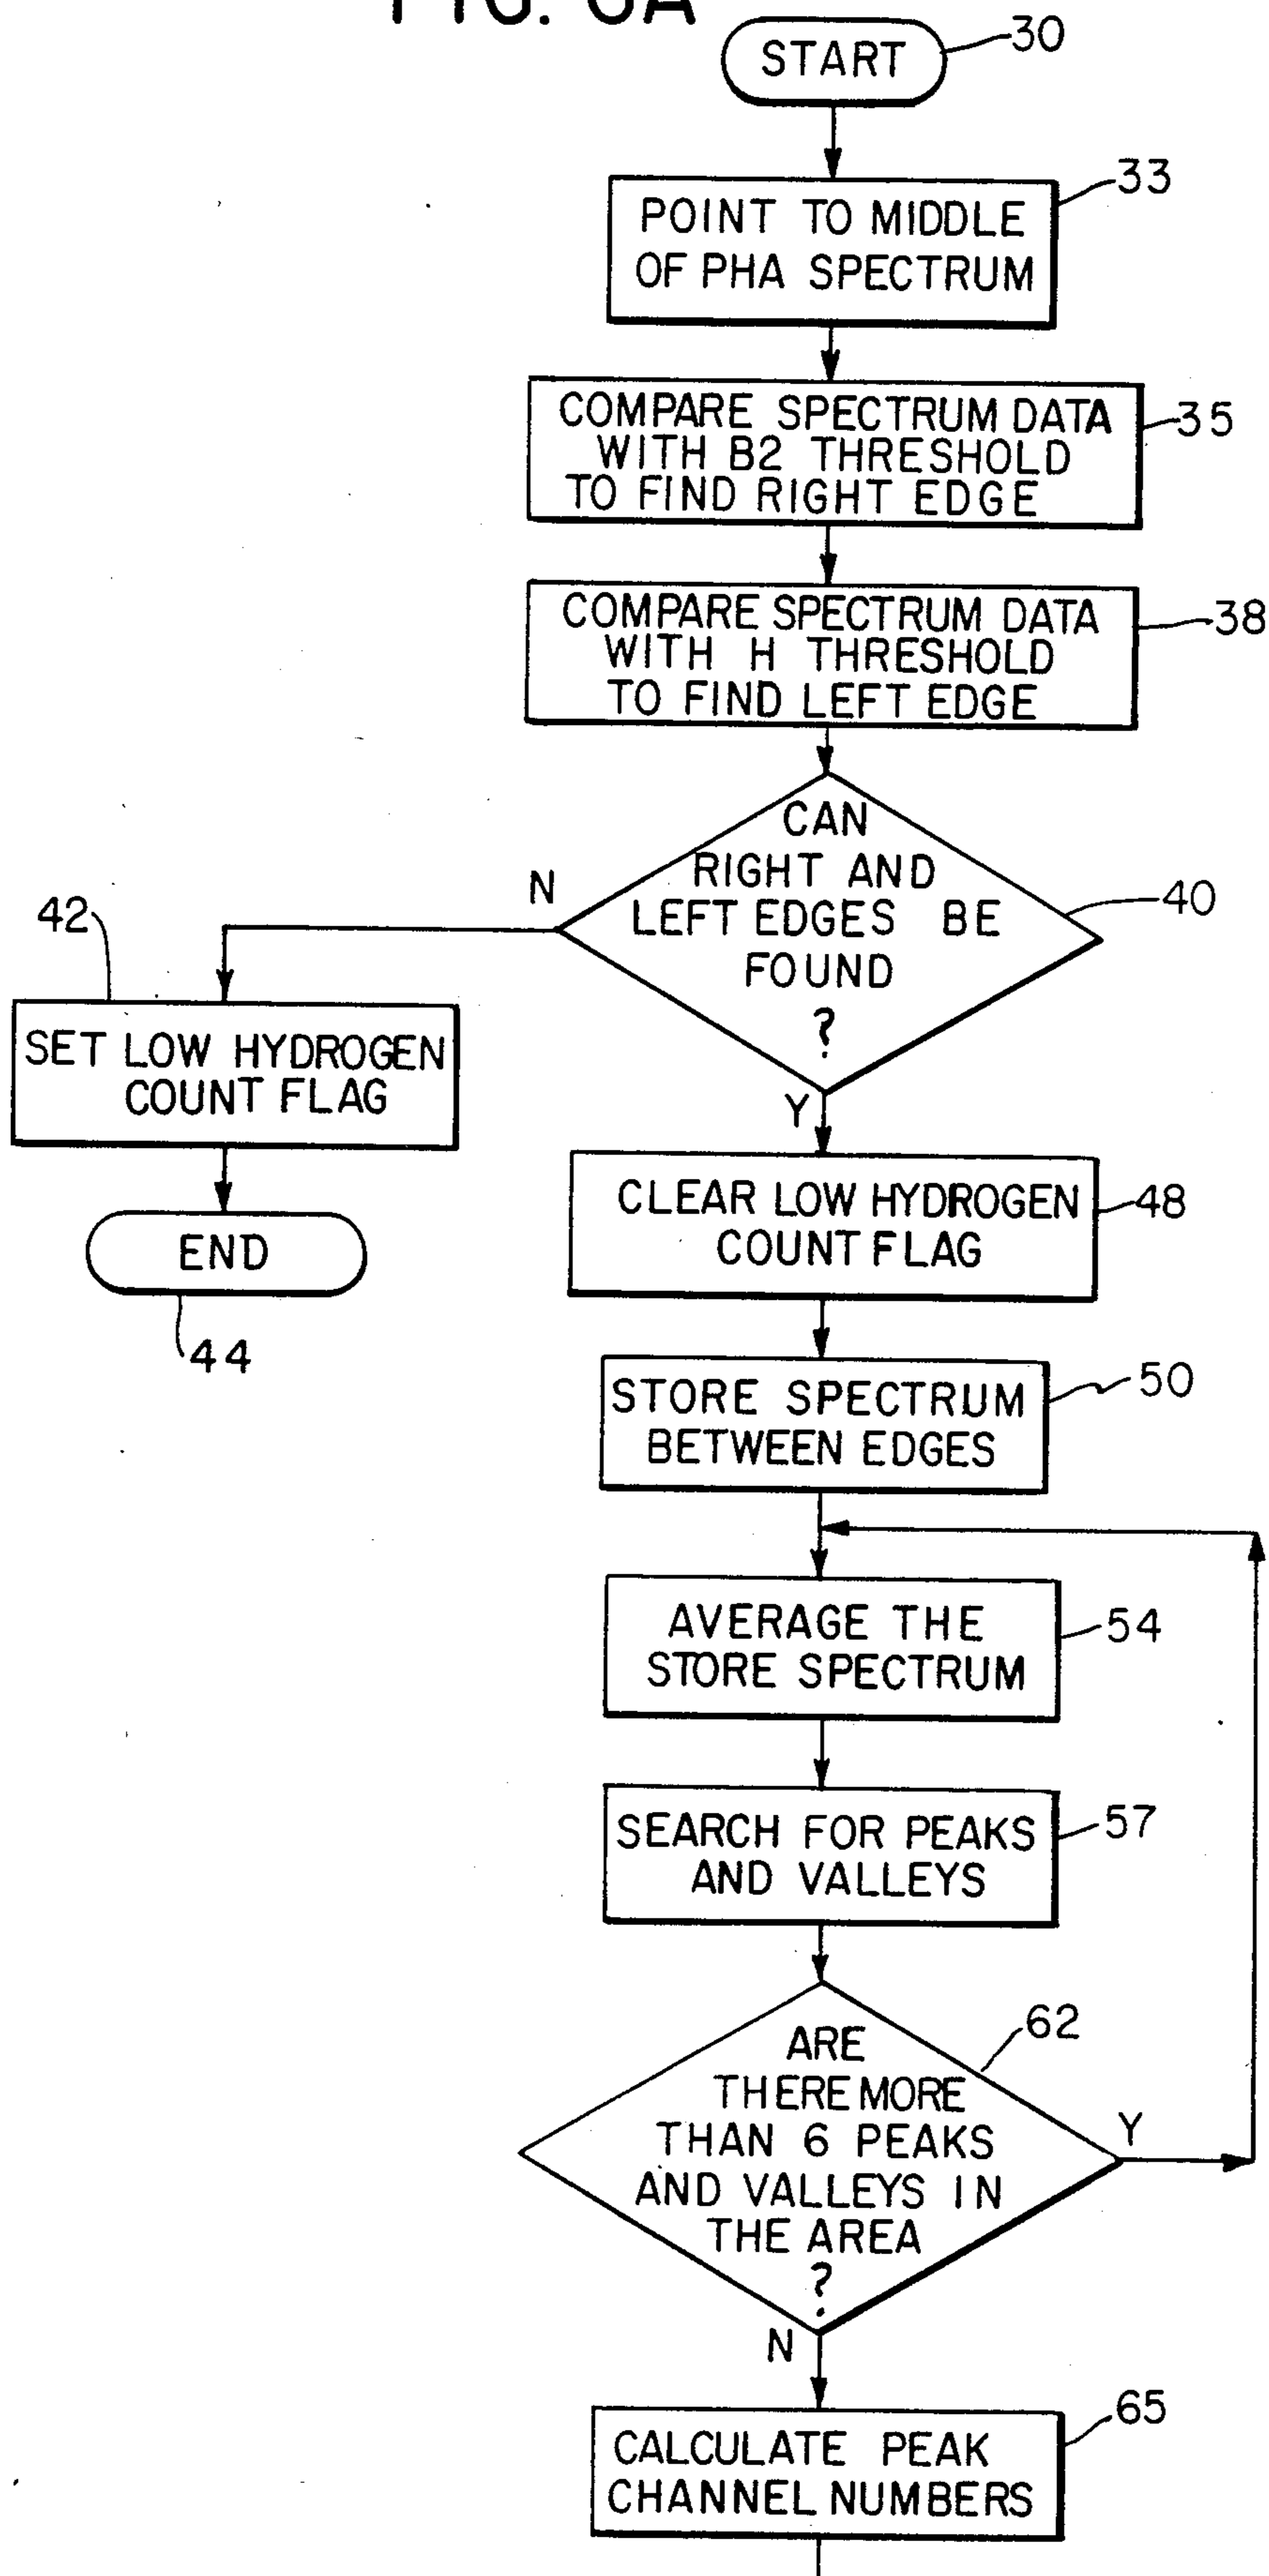 FIG.
START
30
POINT TO MIDDLE
OF PHA SPECTRUM
33
COMPARE SPECTRUM DATA
WITH B2 THRESHOLD
TO FIND RIGHT EDGE
35
COMPARE SPECTRUM DATA
WITH H THRESHOLD
TO FIND LEFT EDGE
38
CAN
RIGHT AND
LEFT EDGES BE
FOUND
?
40
N
42
SET LOW HYDROGEN
COUNT FLAG
END
44
Y
CLEAR LOW HYDROGEN
COUNT FLAG
48
STORE SPECTRUM
BETWEEN EDGES
50
AVERAGE THE
STORE SPECTRUM
54
SEARCH FOR PEAKS
AND VALLEYS
57
ARE
THERE MORE
THAN 6 PEAKS
AND VALLEYS IN
THE AREA
?
62
Y
N
CALCULATE PEAK
CHANNEL NUMBERS
65